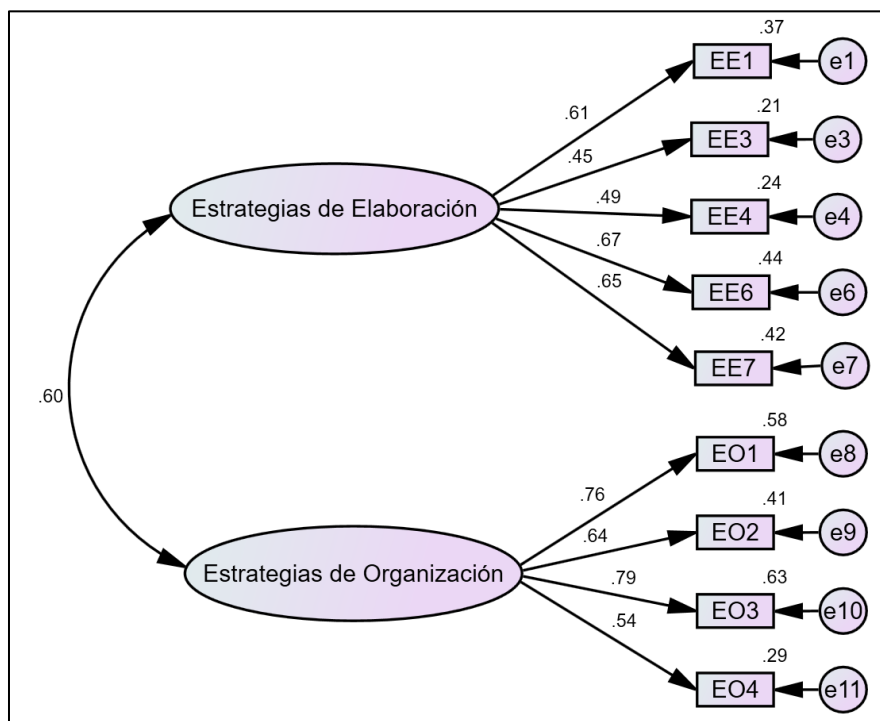 .37
EE1
e1
.61
.21
EE3
e3
.45
.24
Estrategias de Elaboración
.49
EE4
e4
.67
.44
EE6
e6
.65
.42
EE7
e7
.60
.58
EO1
e8
.76
.41
EO2
e9
.64
Estrategias de Organización
.79
.63
EO3
e10
.54
.29
EO4
e11